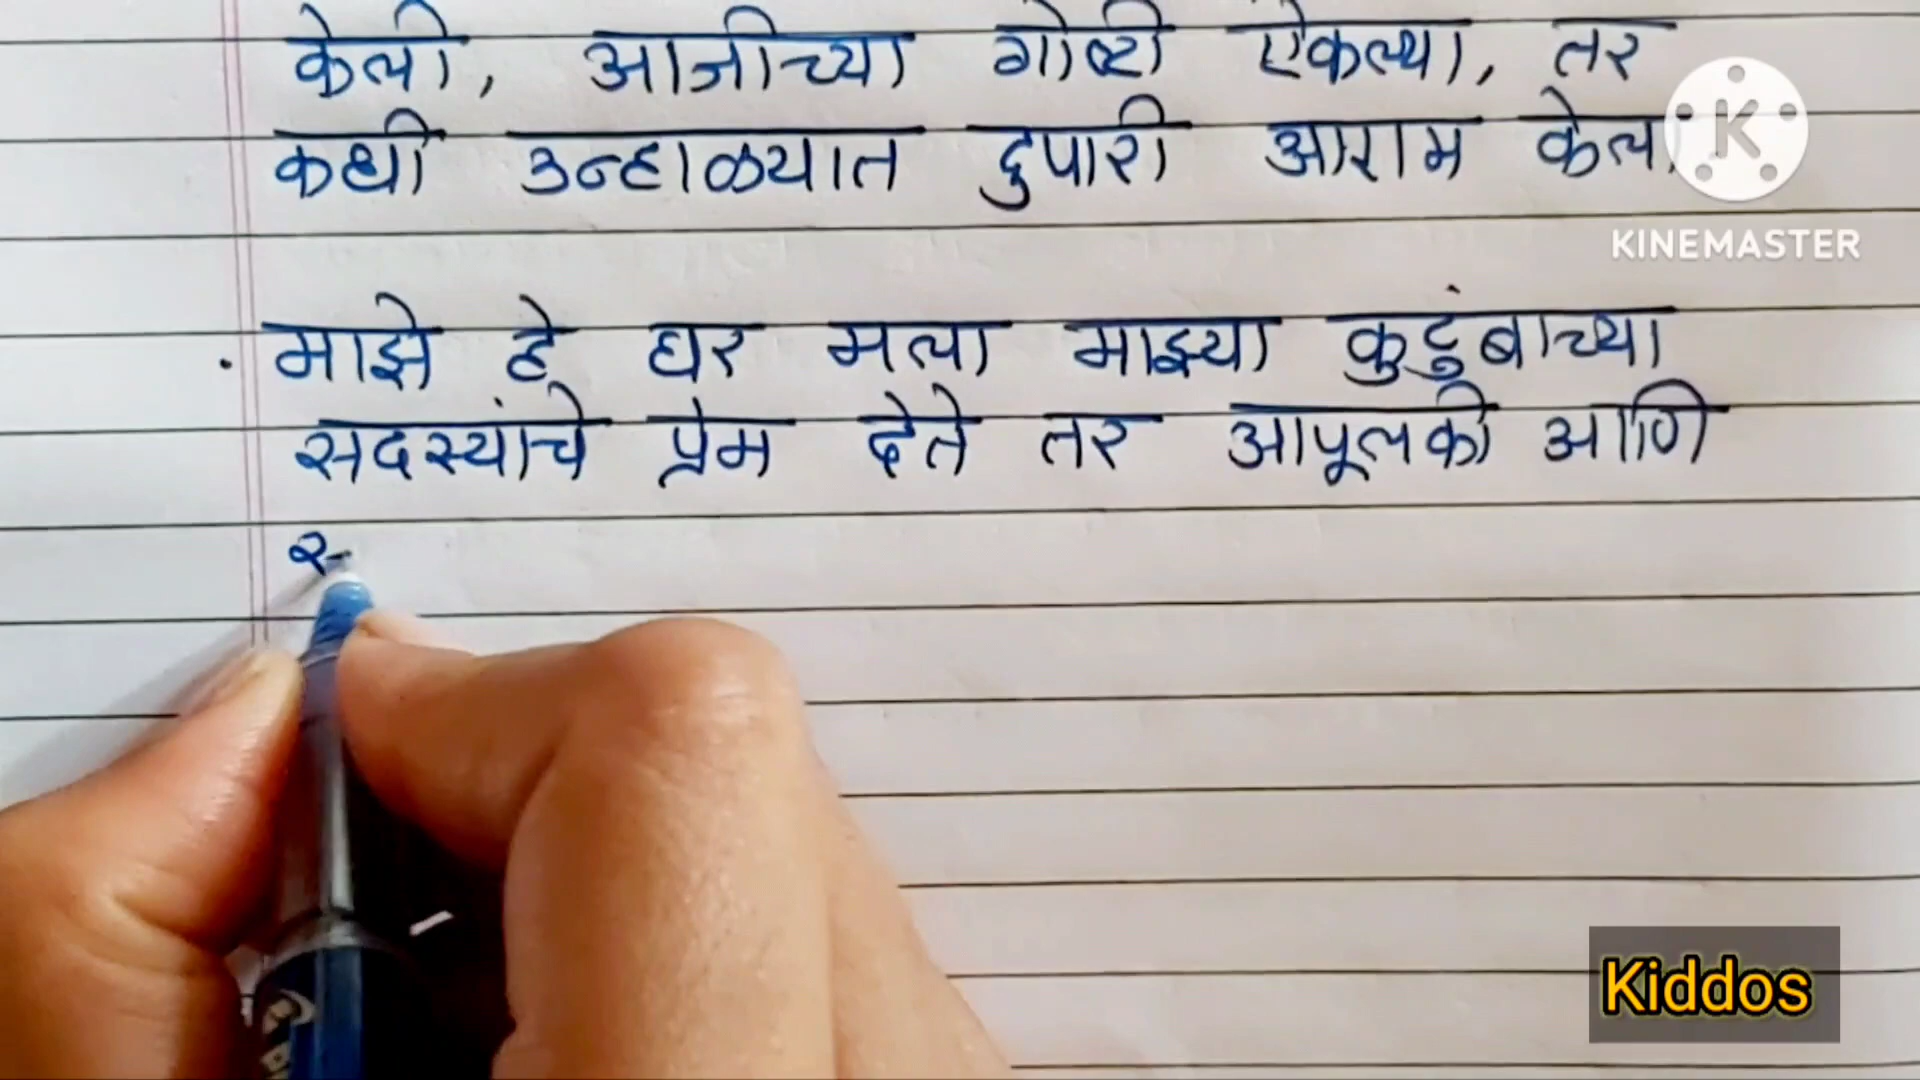 केली, आजीच्या गोष्टी ऐकल्या, तर
कधी उन्हाळ्यात दुपारी आराम केला
KINEMASTER
माझे हे घर मला माझ्या कुटुंबाच्या
सदस्यांचे प्रेम देते तर आपूलकी आणि
Kiddos